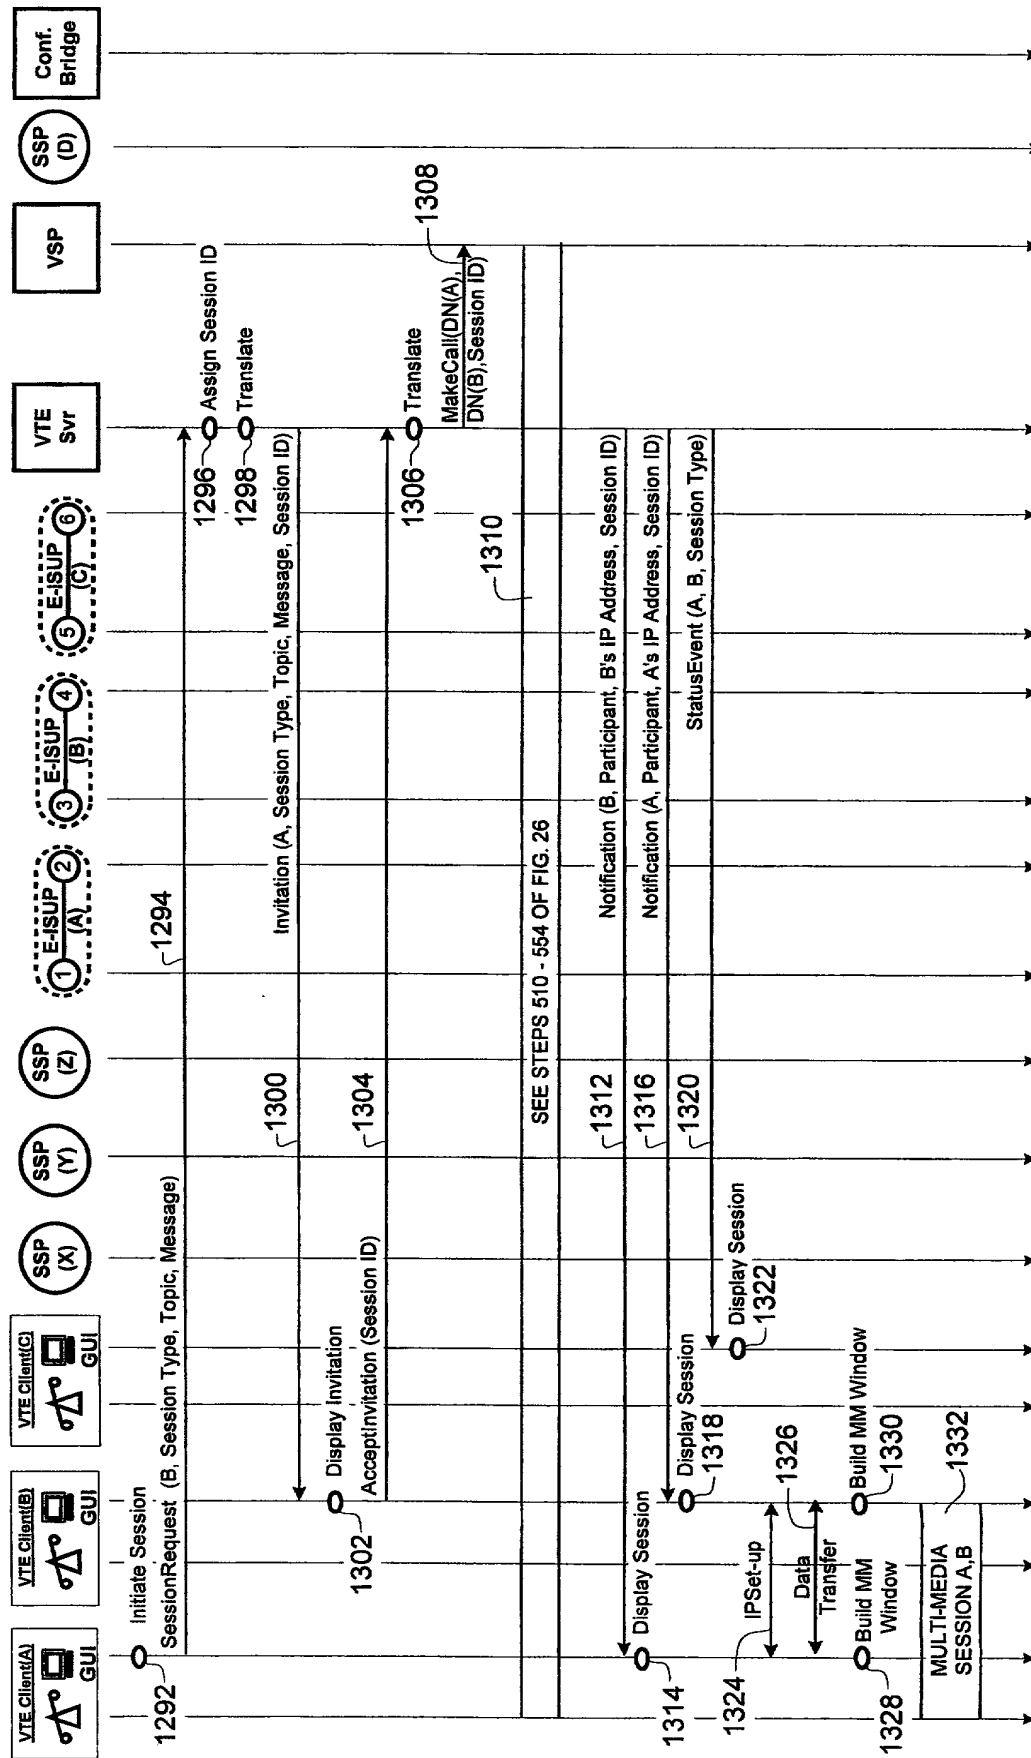 VTE Client(A)
GUI
VTE Client(B)
GUI
VTE Client(C)
GUI
SSP
(X)
SSP
(Y)
SSP
(Z)
1
E-ISUP
(A)
2
3
E-ISUP
(B)
4
5
E-ISUP
(C)
6
VTE
Svr
VSP
SSP
(D)
Conf.
Bridge
Initiate Session
1292
SessionRequest (B, Session Type, Topic, Message)
1294
1296
Assign Session ID
1298
Translate
Invitation (A, Session Type, Topic, Message, Session ID)
1300
Display Invitation
1302
AcceptInvitation (Session ID)
1304
1306
Translate
MakeCall(DN(A),
DN(B),Session ID)
1308
SEE STEPS 510 - 554 OF FIG. 26
1310
Notification (B, Participant, B's IP Address, Session ID)
1312
Display Session
1314
Notification (A, Participant, A's IP Address, Session ID)
1316
Display Session
1318
StatusEvent (A, B, Session Type)
1320
Display Session
1322
IPSet-up
1324
Data
Transfer
1326
Build MM
Window
1328
Build MM Window
1330
MULTI-MEDIA
SESSION A,B
1332